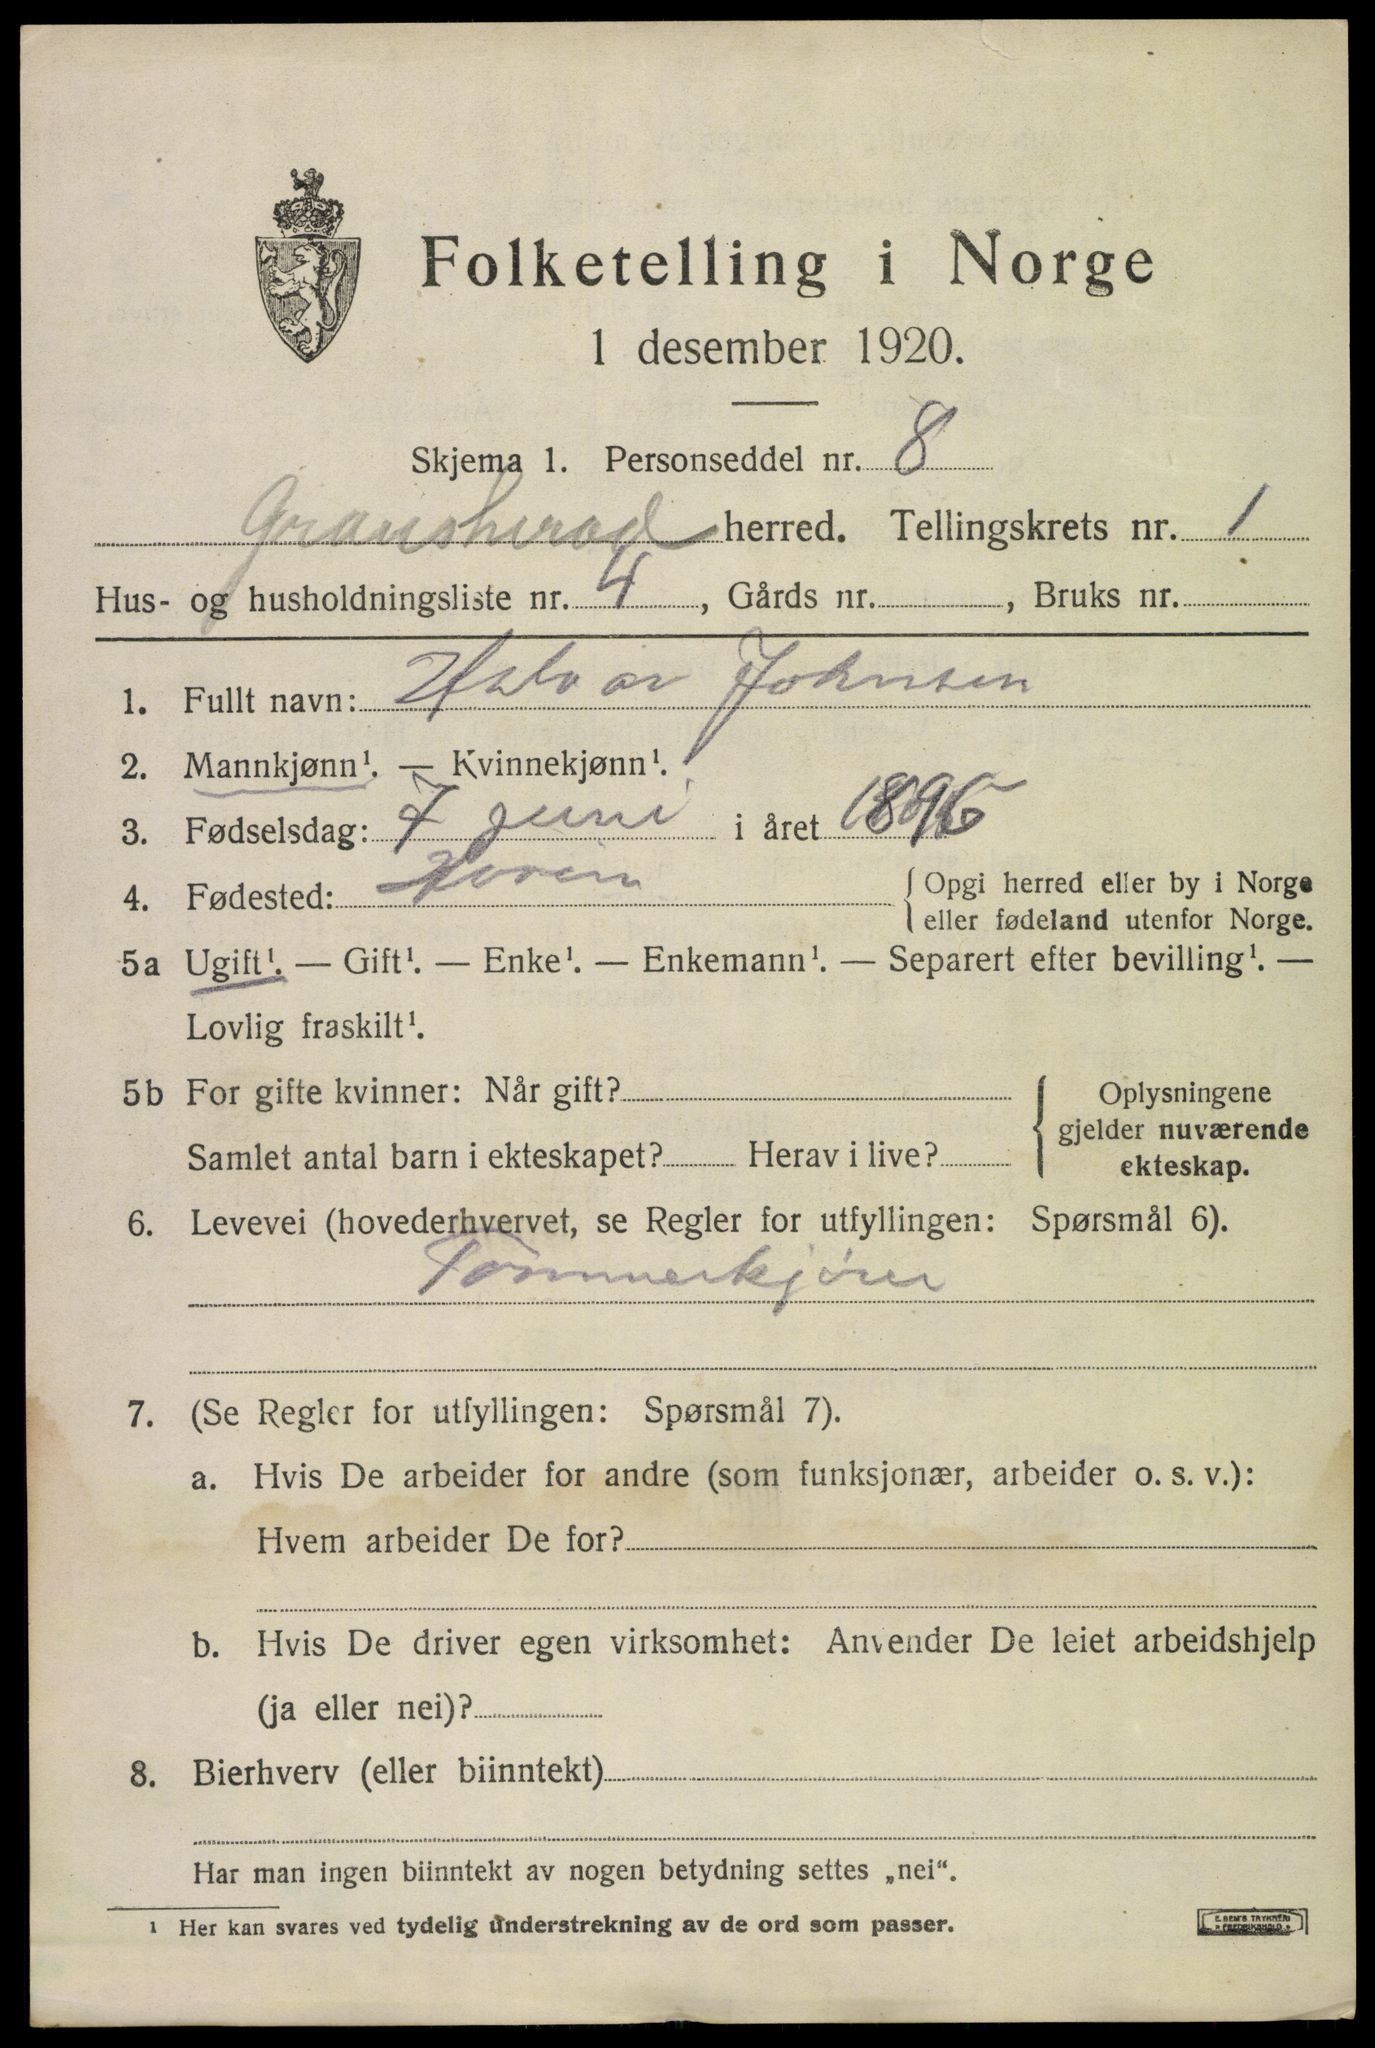 Folketelling i Norge
1 desember 1920.
Skjema 1. Personseddel nr. 8
Gransherad herred. Tellingskrets nr. 1
Hus- og husholdningsliste nr. 4, Gårds nr. , Bruks nr.
1. Fullt navn: Halvor Johnsen
2. Mannkjønn¹. — Kvinnekjønn¹.
3. Fødselsdag: 7 juni i året 1896
4. Fødested: Hovin { Opgi herred eller by i Norge
eller fødeland utenfor Norge.
5a Ugift¹. — Gift¹. — Enke¹. — Enkemann¹. — Separert efter bevilling¹. —
Lovlig fraskilt¹.
5b For gifte kvinner: Når gift?
Samlet antal barn i ekteskapet? Herav i live?
{ Oplysningene
gjelder nuværende
ekteskap.
6. Levevei (hovederhvervet, se Regler for utfyllingen: Spørsmål 6).
Tømmerkjører
7. (Se Regler for utfyllingen: Spørsmål 7).
a. Hvis De arbeider for andre (som funksjonær, arbeider o. s. v.):
Hvem arbeider De for?
b. Hvis De driver egen virksomhet: Anvender De leiet arbeidshjelp
(ja eller nei)?
8. Bierhverv (eller biinntekt)
Har man ingen biinntekt av nogen betydning settes „nei“.
¹ Her kan svares ved tydelig understrekning av de ord som passer.
E. SEM'S TRYKKERI
FREDRIKSHALD